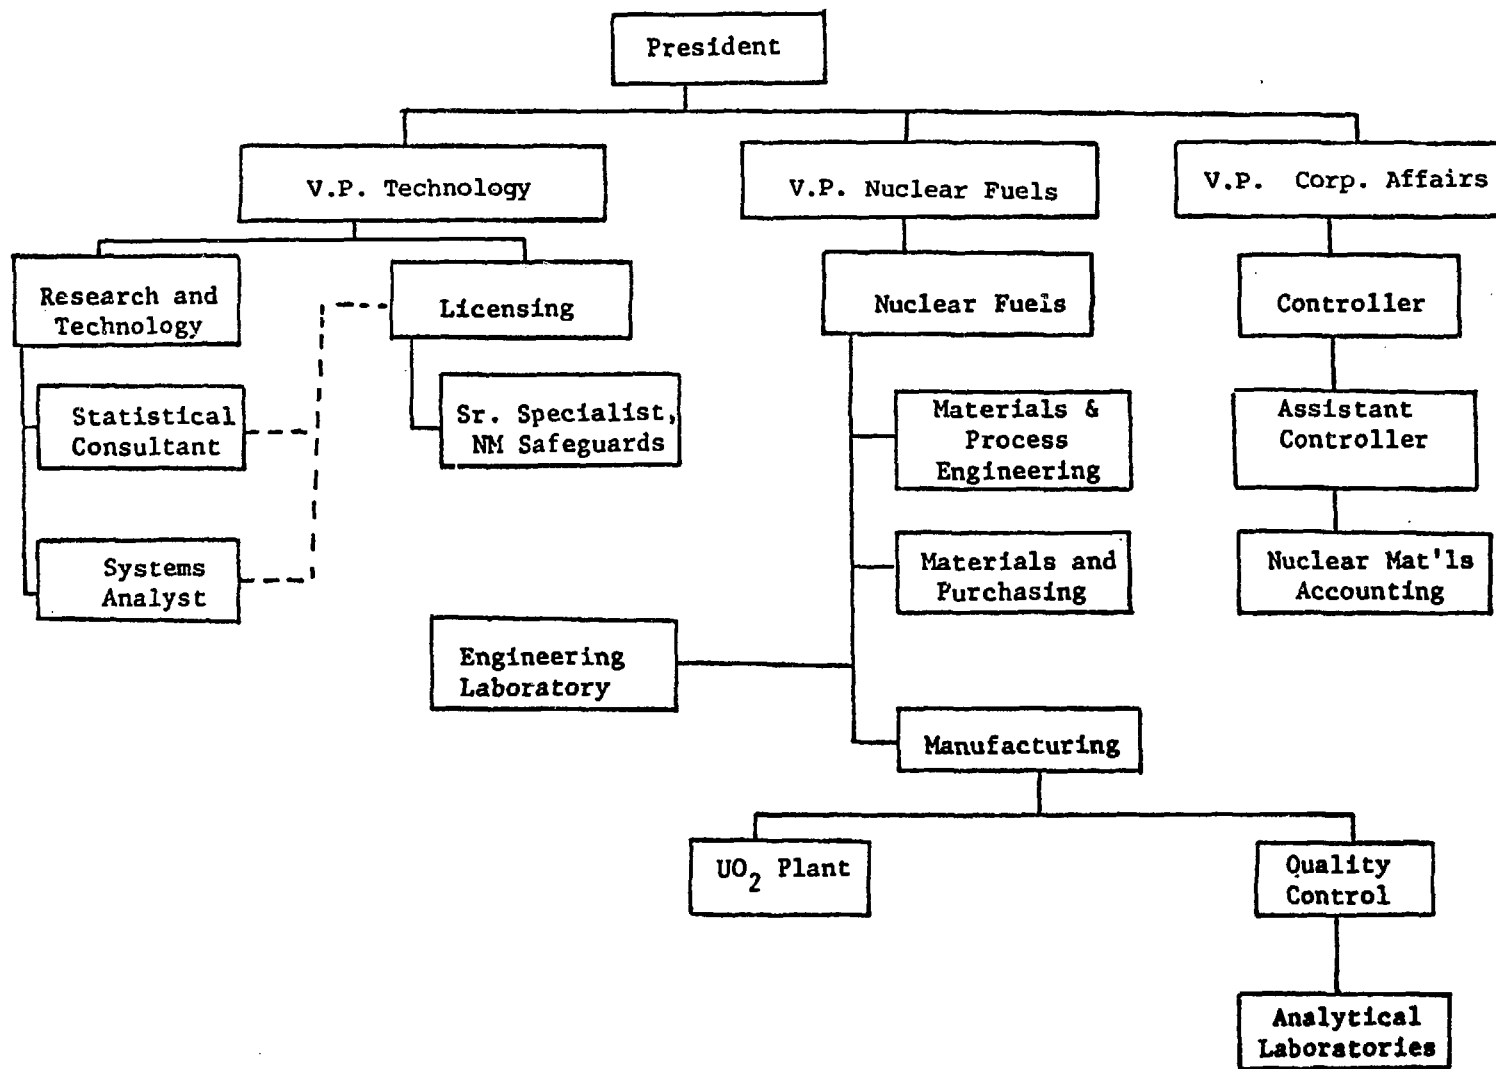 President
V.P. Technology
V.P. Nuclear Fuels
V.P. Corp. Affairs
Research and
Technology
Licensing
Nuclear Fuels
Controller
Statistical
Consultant
Sr. Specialist,
NM Safeguards
Materials &
Process
Engineering
Assistant
Controller
Systems
Analyst
Materials and
Purchasing
Nuclear Mat'ls
Accounting
Engineering
Laboratory
Manufacturing
UO₂ Plant
Quality
Control
Analytical
Laboratories